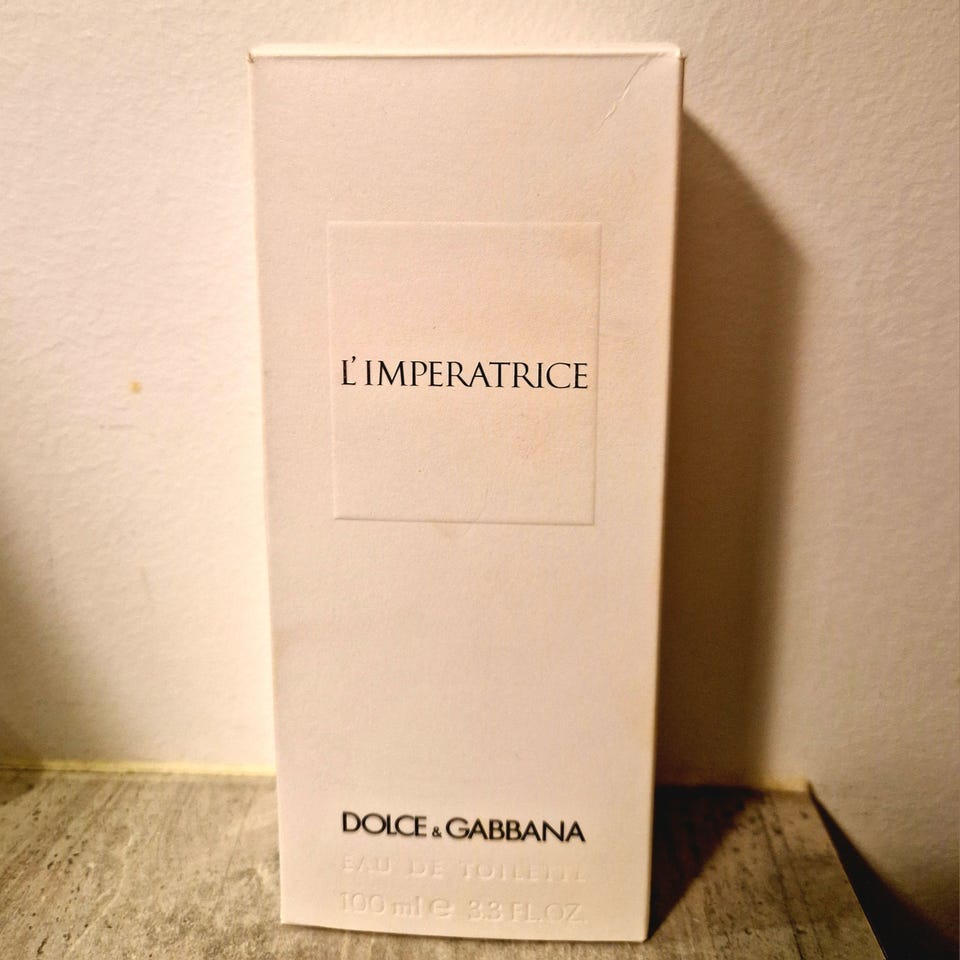 L'IMPERATRICE
DOLCE & GABBANA
EAU DE TOILETTE
100 ml ℮ 3.3 FL.OZ.